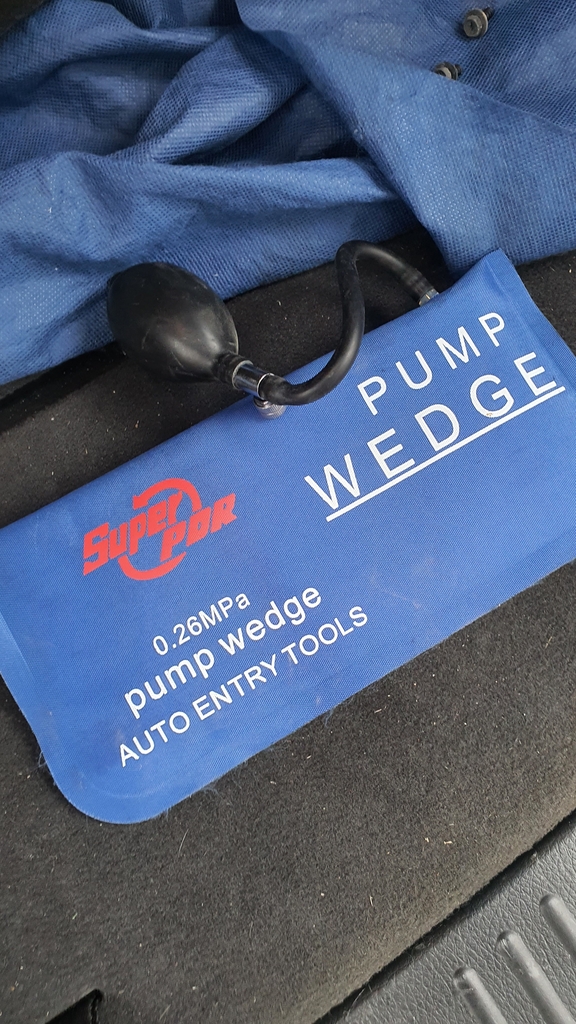 PUMP
WEDGE
Super
PDR
0.26MPa
pump wedge
AUTO ENTRY TOOLS